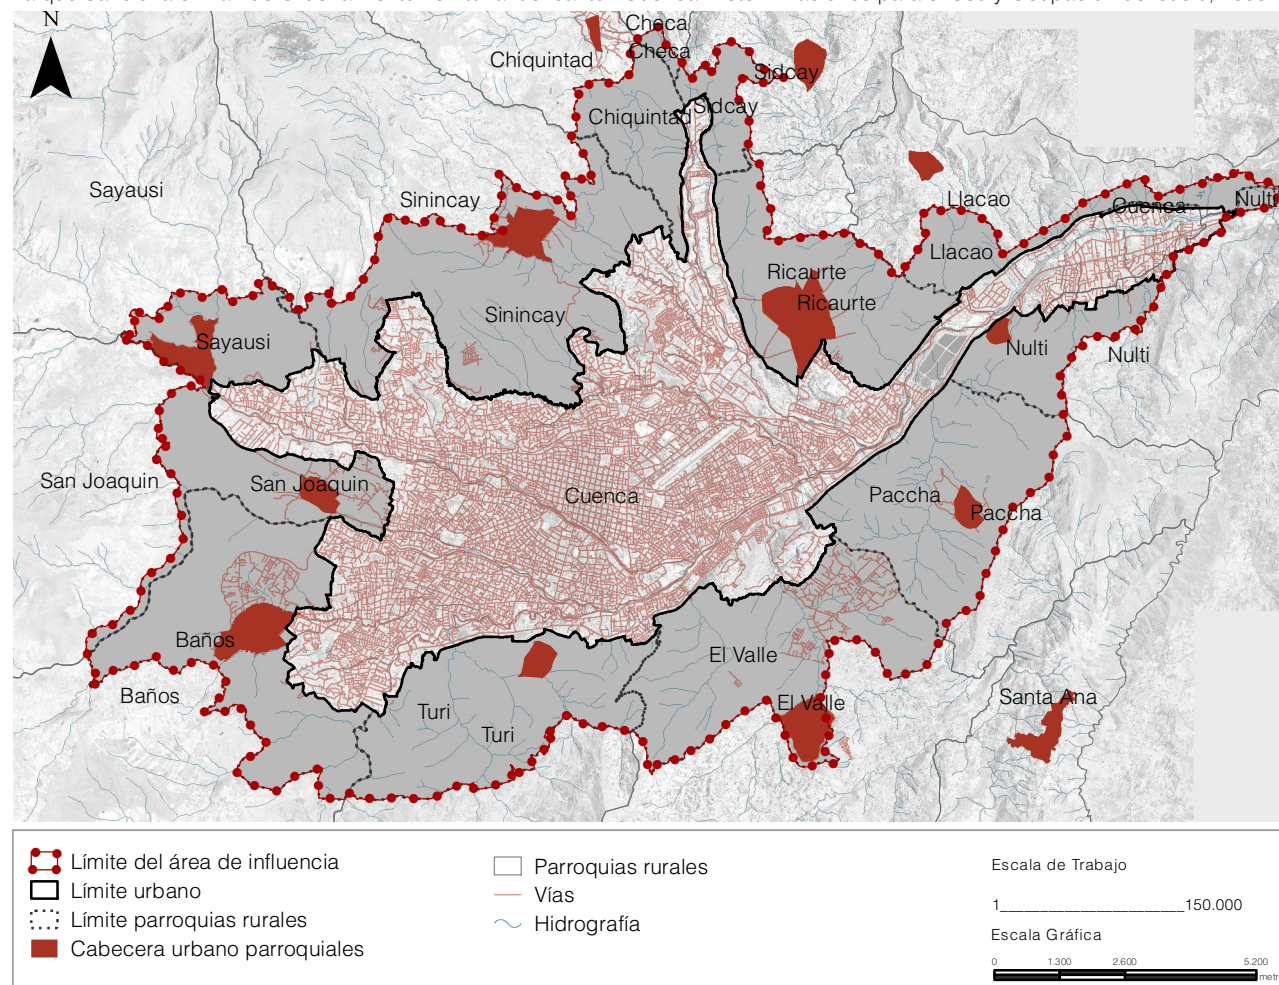 N
Checa
Checa
Chiquintad
Sidcay
Chiquintad
Sidcay
Sayausi
Sinincay
Llacao
Cuenca
Nulti
Llacao
Ricaurte
Ricaurte
Sinincay
Sayausi
Nulti
Nulti
San Joaquin
San Joaquin
Cuenca
Paccha
Paccha
Baños
El Valle
Baños
Santa Ana
El Valle
Turi
Turi
Límite del área de influencia
Límite urbano
Límite parroquias rurales
Cabecera urbano parroquiales
Parroquias rurales
Vías
Hidrografía
Escala de Trabajo
1_______________________150.000
Escala Gráfica
0 1.300 2.600 5.200
metr